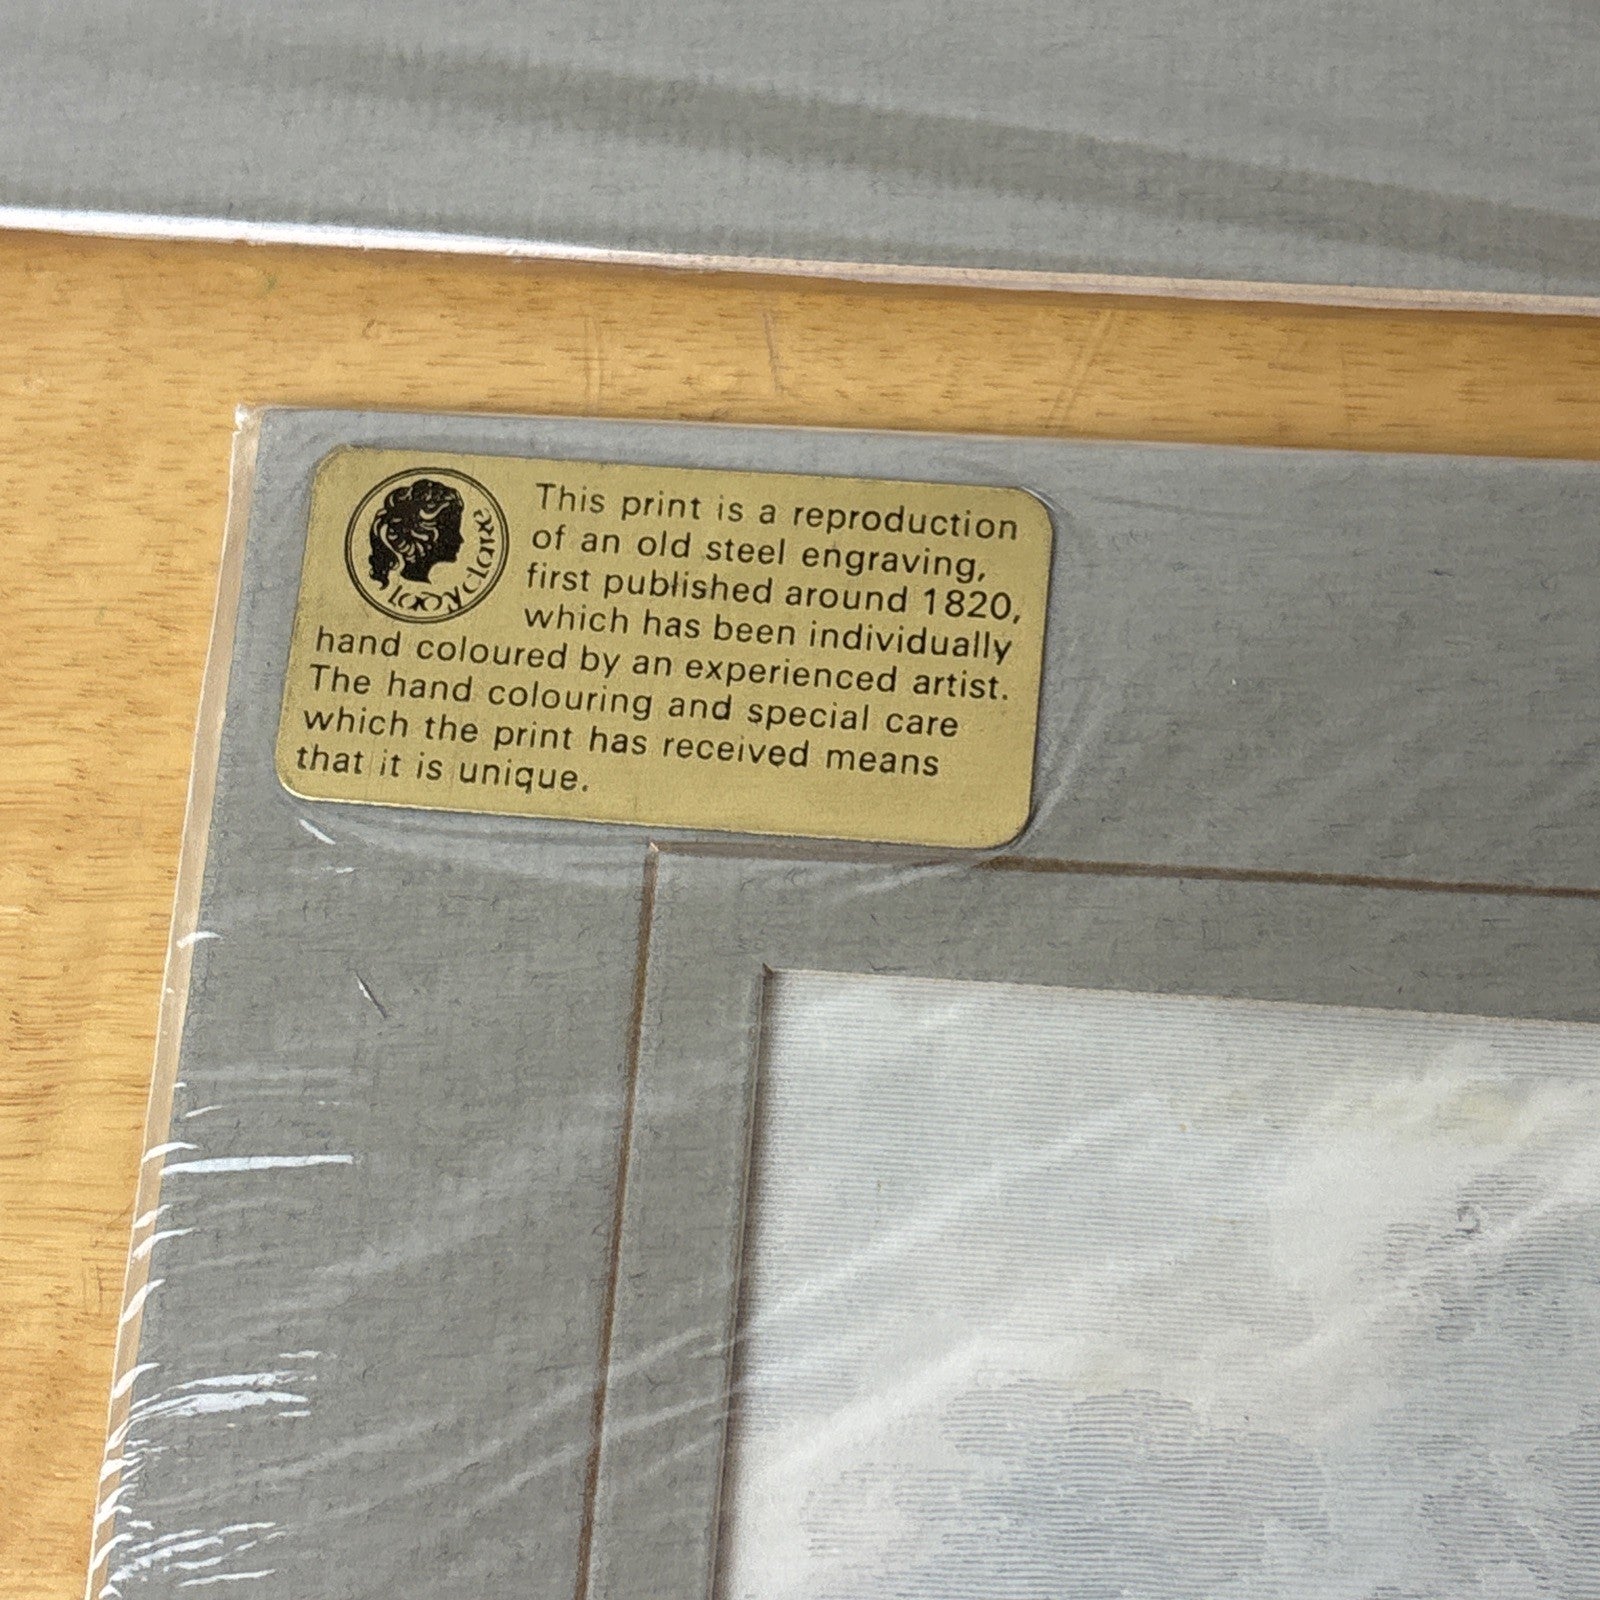 Lady Clare
This print is a reproduction
of an old steel engraving,
first published around 1820,
which has been individually
hand coloured by an experienced artist.
The hand colouring and special care
which the print has received means
that it is unique.